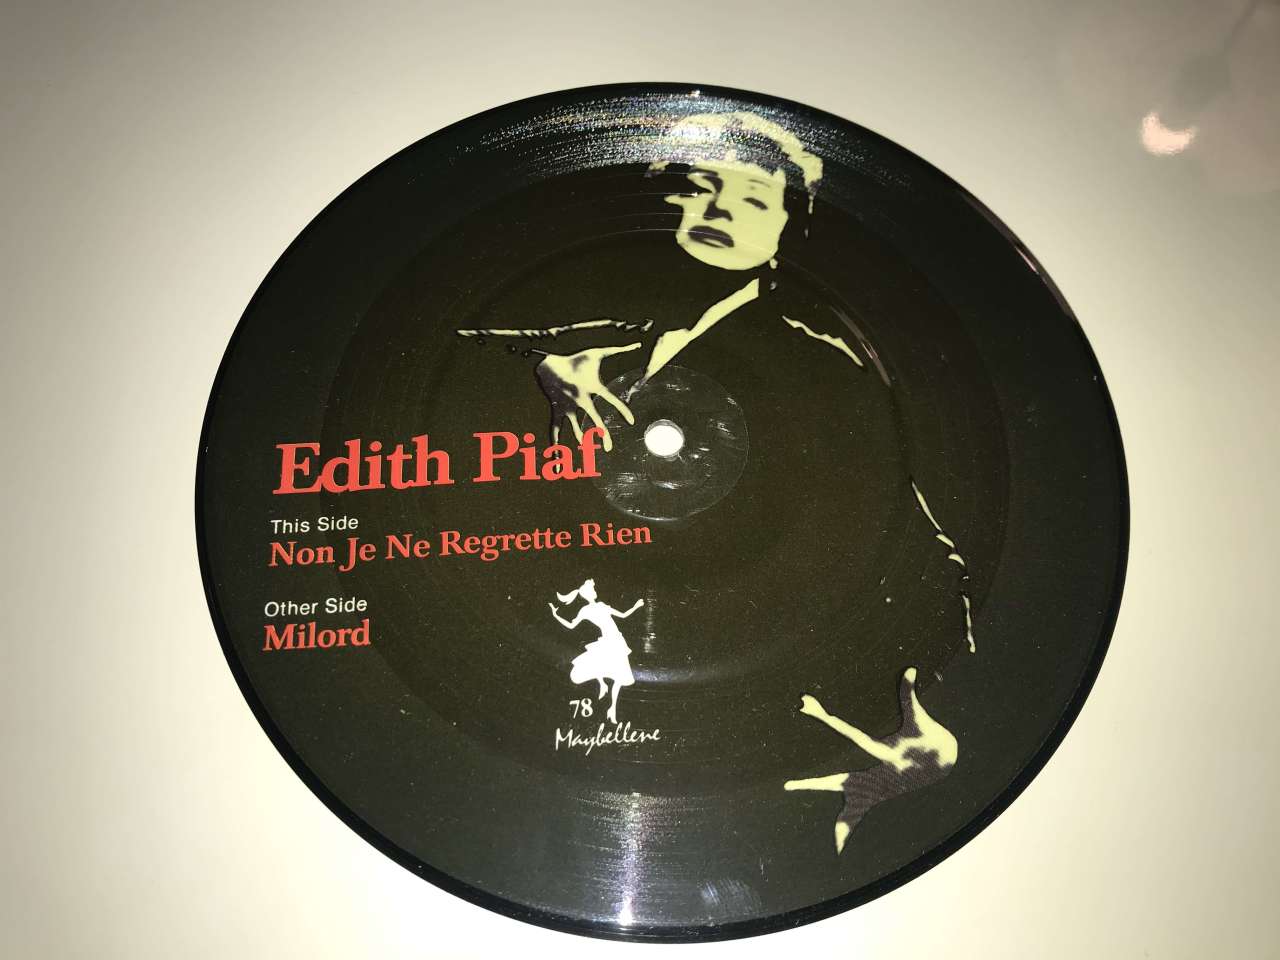 Edith Piaf
This Side
Non Je Ne Regrette Rien
Other Side
Milord
78
Maybellene